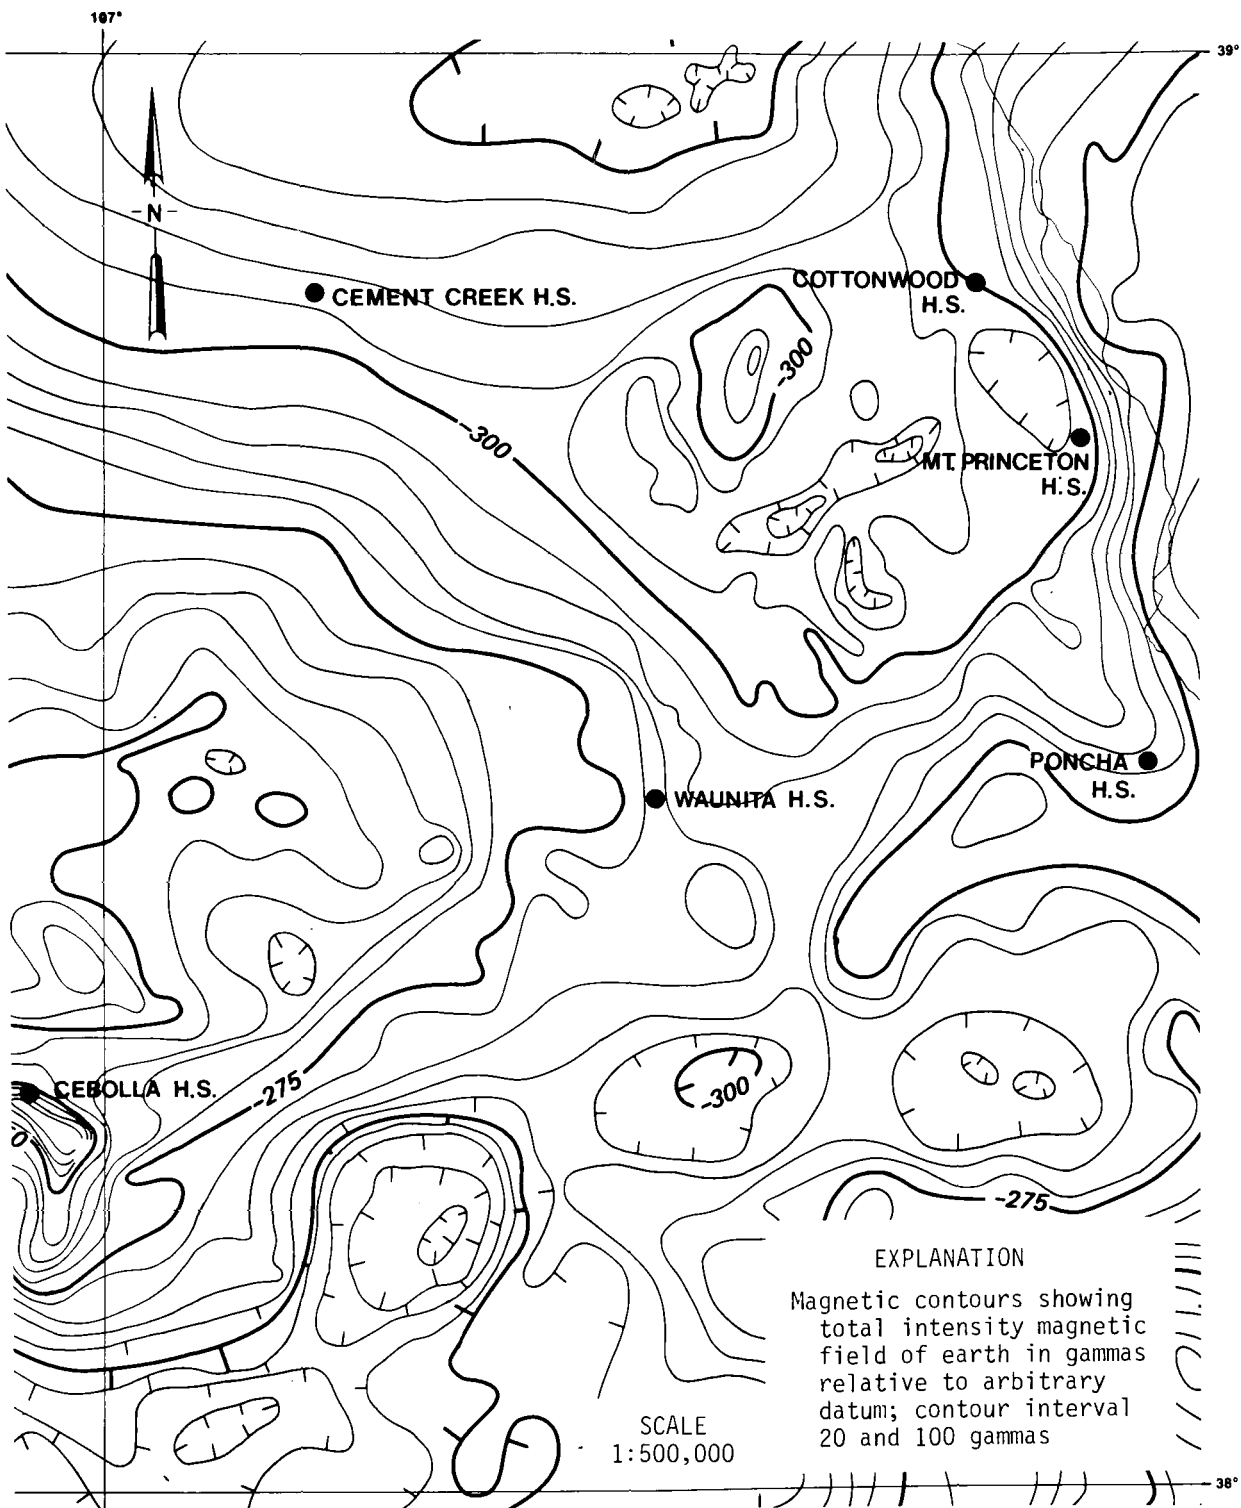 107°
39°
N
COTTONWOOD
H.S.
CEMENT CREEK H.S.
-300
-300
MT. PRINCETON
H.S.
PONCHA
H.S.
WAUNITA H.S.
CEBOLLA H.S.
-275
-300
0
-275
EXPLANATION
Magnetic contours showing
total intensity magnetic
field of earth in gammas
relative to arbitrary
datum; contour interval
20 and 100 gammas
SCALE
1:500,000
38°